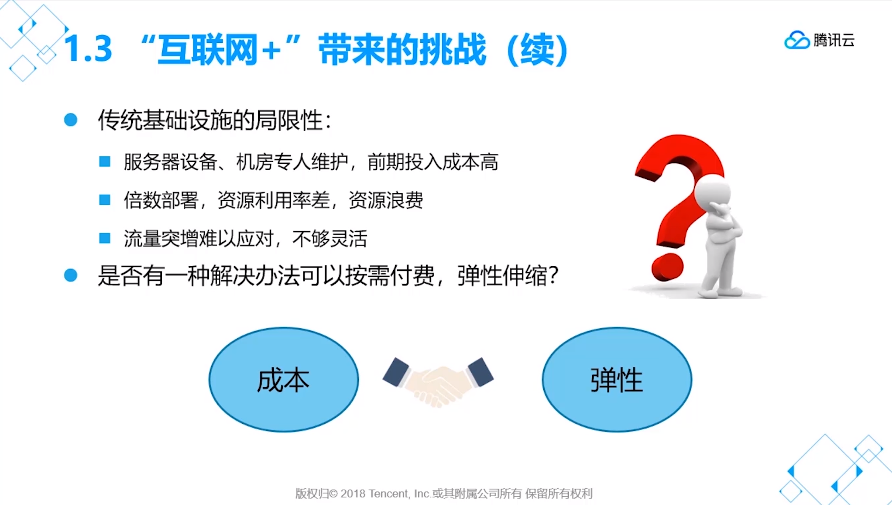 1.3 “互联网+”带来的挑战（续）
腾讯云
传统基础设施的局限性：
服务器设备、机房专人维护，前期投入成本高
倍数部署，资源利用率差，资源浪费
流量突增难以应对，不够灵活
是否有一种解决办法可以按需付费，弹性伸缩？
成本
弹性
版权归© 2018 Tencent, Inc.或其附属公司所有 保留所有权利